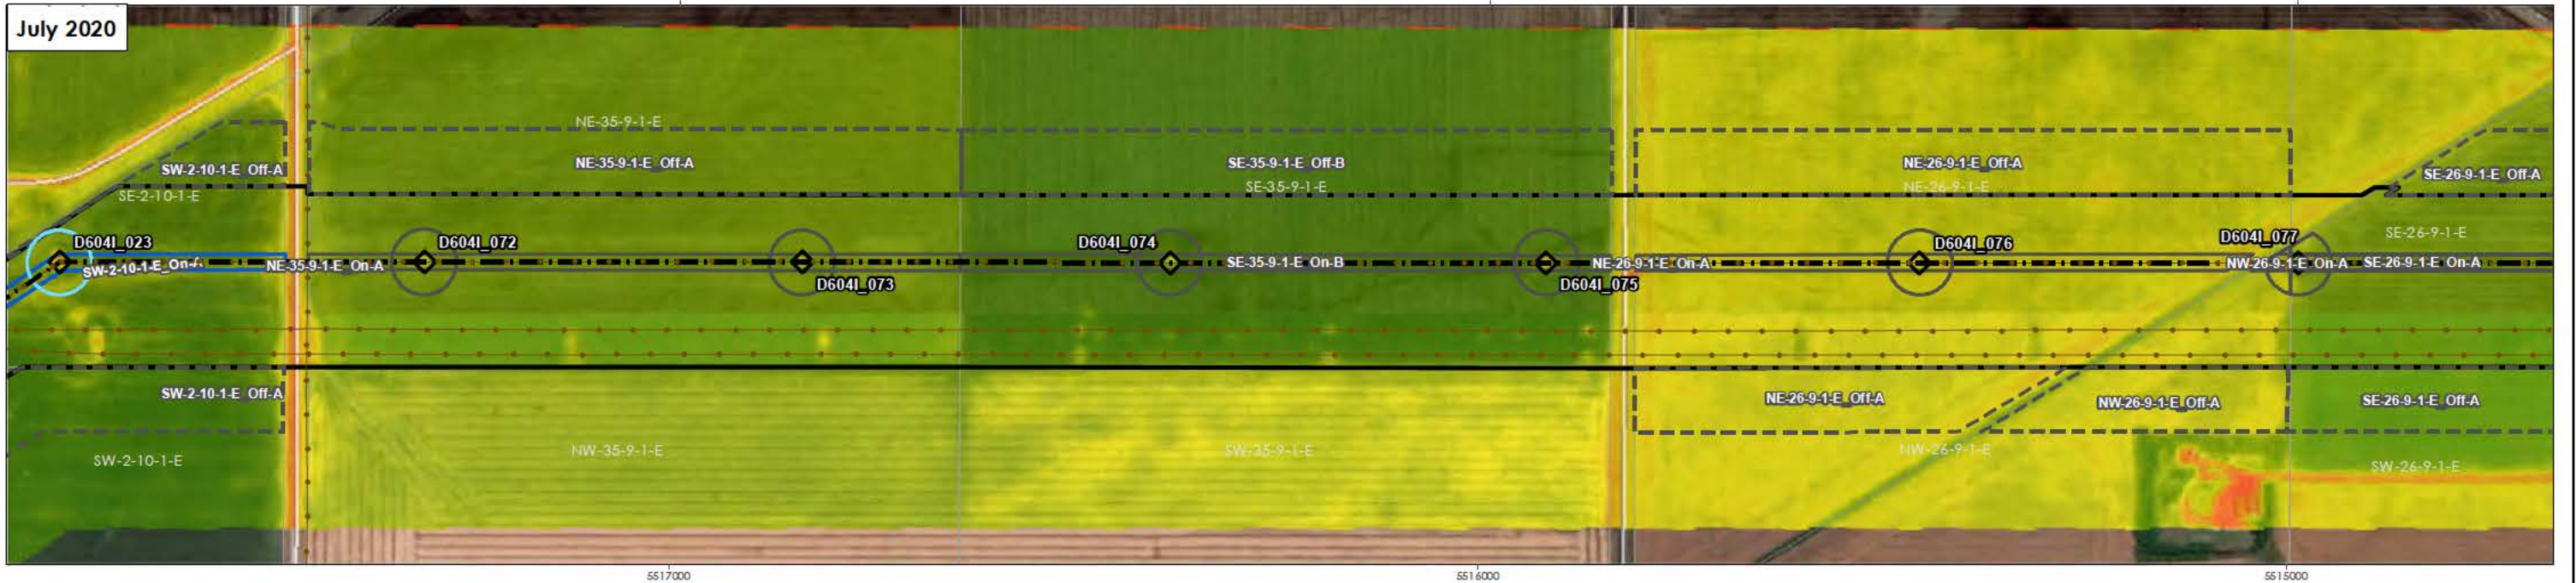 July 2020
NE-35-9-1-E
SW-2-10-1-E_Off-A
NE-35-9-1-E_Off-A
SE-35-9-1-E_Off-B
NE-26-9-1-E_Off-A
SE-26-9-1-E_Off-A
SE-2-10-1-E
SE-35-9-1-E
NE-26-9-1-E
SE-26-9-1-E
D604I_023
D604I_072
D604I_074
D604I_076
D604I_077
SW-2-10-1-E_On-A
NE-35-9-1-E_On-A
SE-35-9-1-E_On-B
NE-26-9-1-E_On-A
NW-26-9-1-E_On-A
SE-26-9-1-E_On-A
D604I_073
D604I_075
SW-2-10-1-E_Off-A
NE-26-9-1-E_Off-A
NW-26-9-1-E_Off-A
SE-26-9-1-E_Off-A
SW-2-10-1-E
NW-35-9-1-E
SW-35-9-1-E
NW-26-9-1-E
SW-26-9-1-E
5517000
5516000
5515000